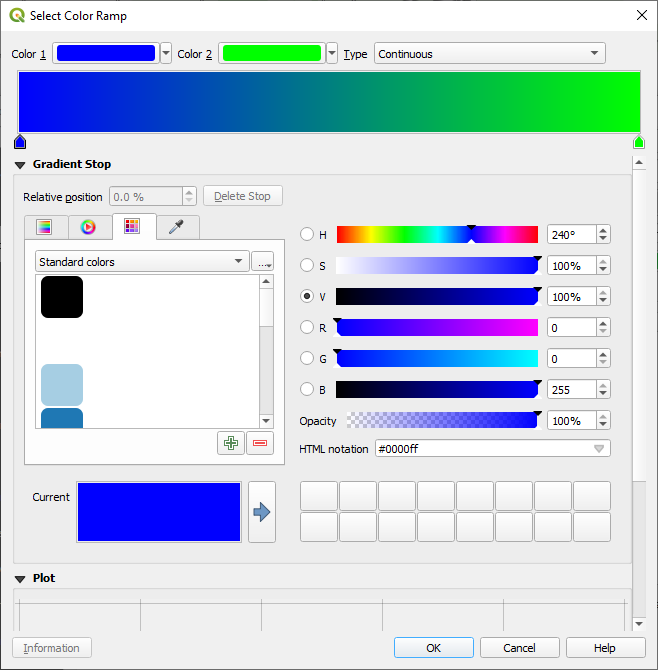 Select Color Ramp
Color 1 Color 2 Type Continuous
Gradient Stop
Relative position 0.0 % Delete Stop
Standard colors ...
H 240°
S 100%
V 100%
R 0
G 0
B 255
Opacity 100%
HTML notation #0000ff
Current
Plot
Information OK Cancel Help